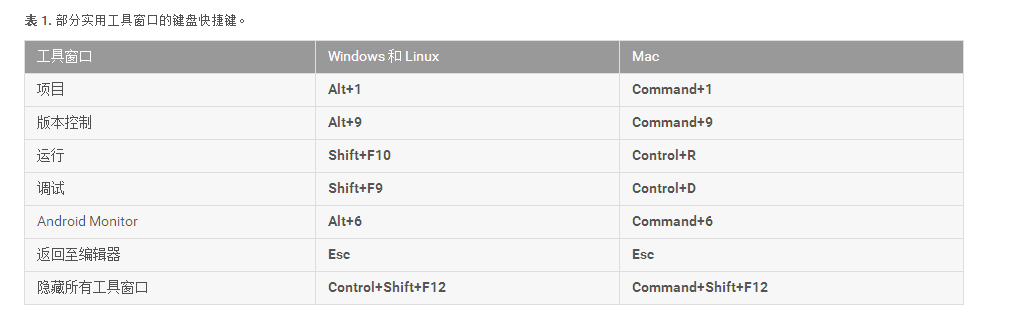 表 1. 部分实用工具窗口的键盘快捷键。
工具窗口 Windows 和 Linux Mac
项目 Alt+1 Command+1
版本控制 Alt+9 Command+9
运行 Shift+F10 Control+R
调试 Shift+F9 Control+D
Android Monitor Alt+6 Command+6
返回至编辑器 Esc Esc
隐藏所有工具窗口 Control+Shift+F12 Command+Shift+F12